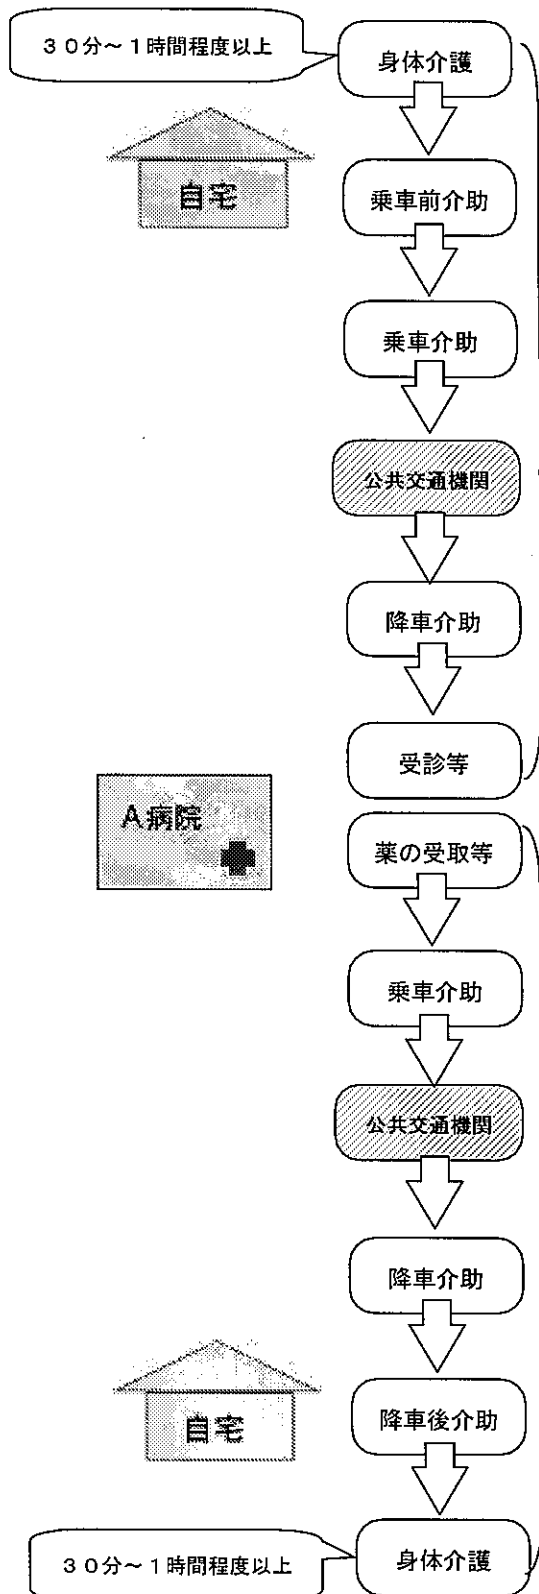 30分~1時間程度以上
身体介護
自宅
乗車前介助
乗車介助
公共交通機関
降車介助
受診等
A病院
薬の受取等
乗車介助
公共交通機関
降車介助
自宅
降車後介助
30分~1時間程度以上
身体介護